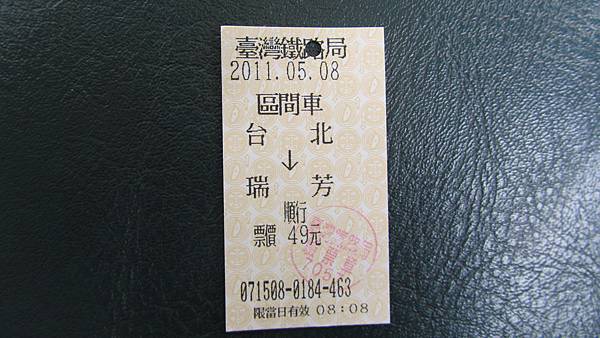 臺灣鐵路局
2011.05.08
區間車
台 北
↓
瑞 芳
順行
票價 49元
071508-0184-463
限當日有效 08:08